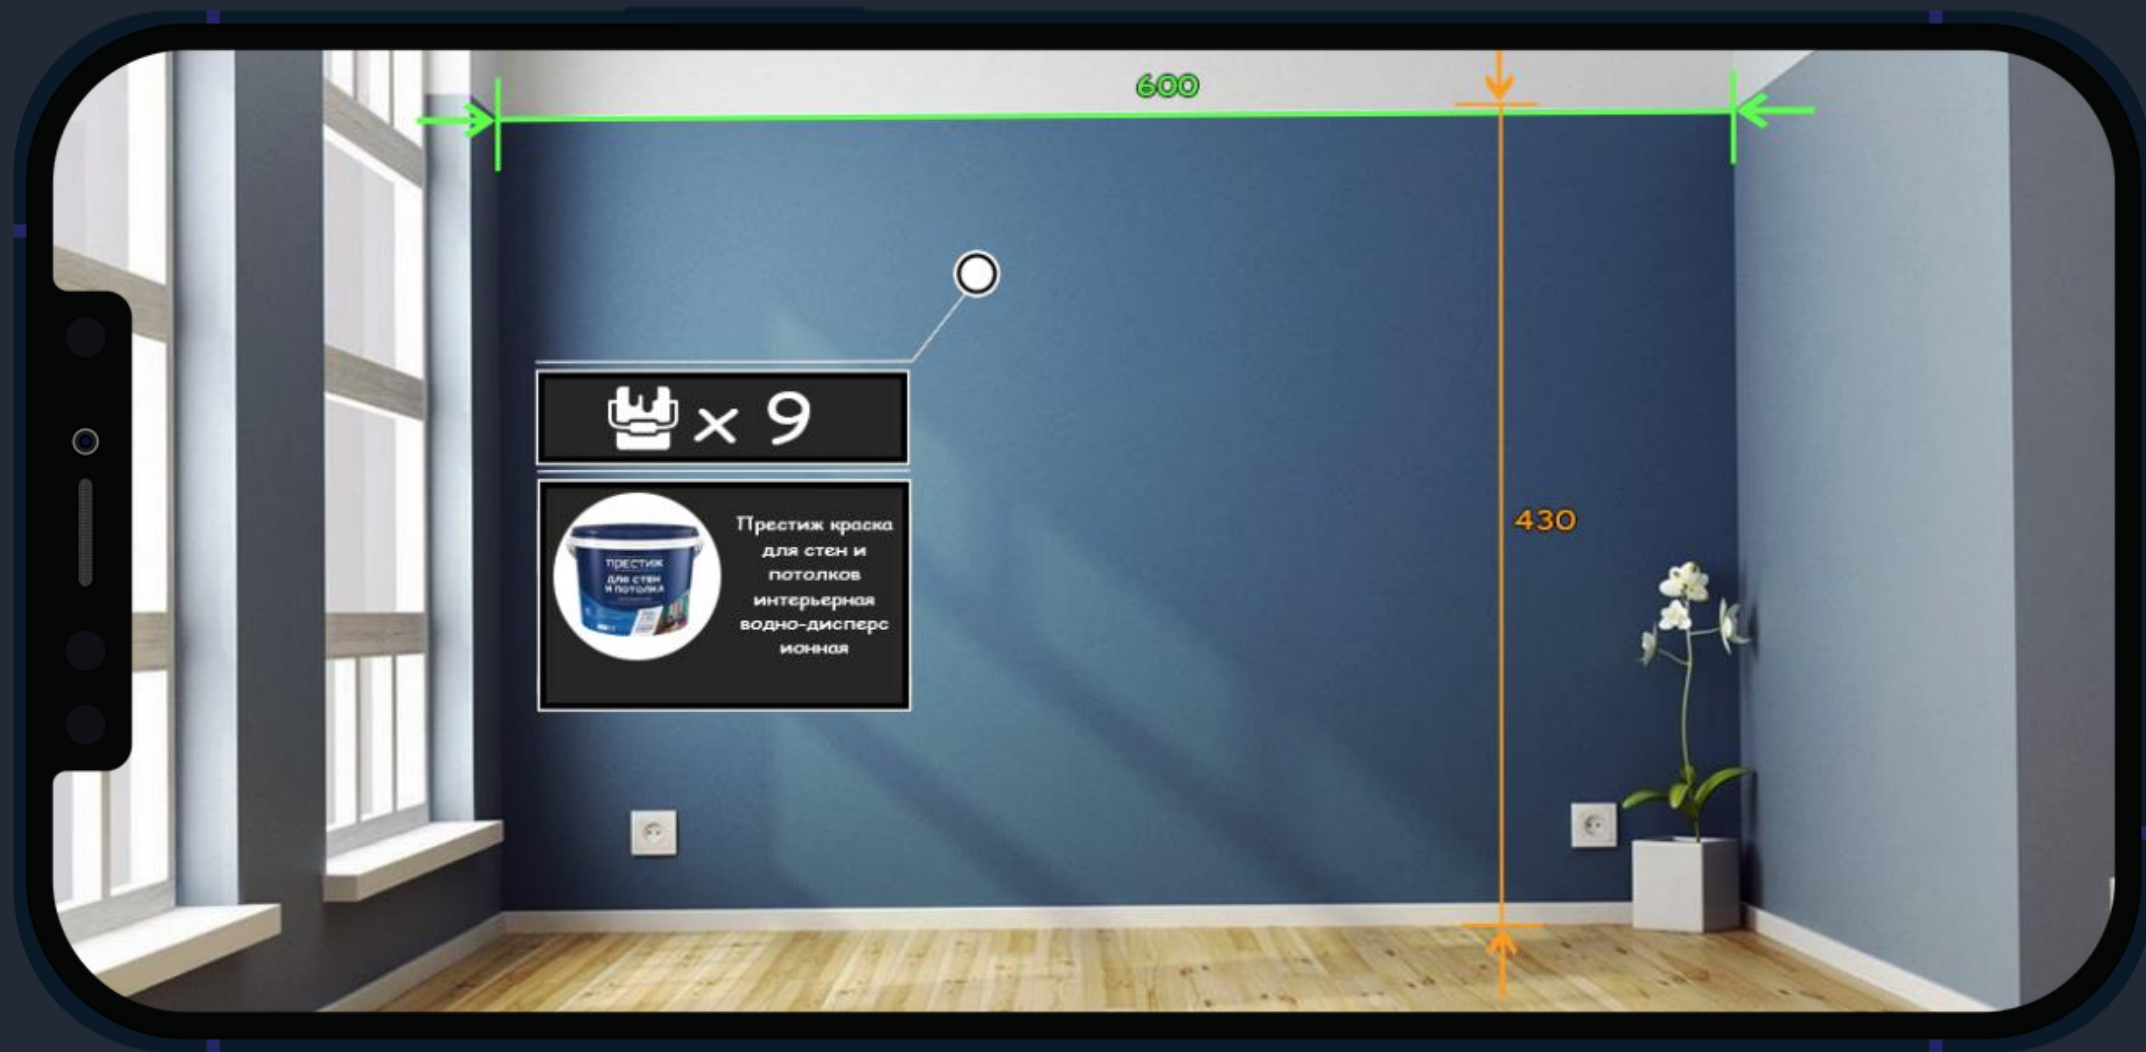 600
x 9
430
Престиж краска
для стен и
потолков
интерьерная
водно-дисперс
ионная
ПРЕСТИЖ
ДЛЯ СТЕН
И ПОТОЛКА